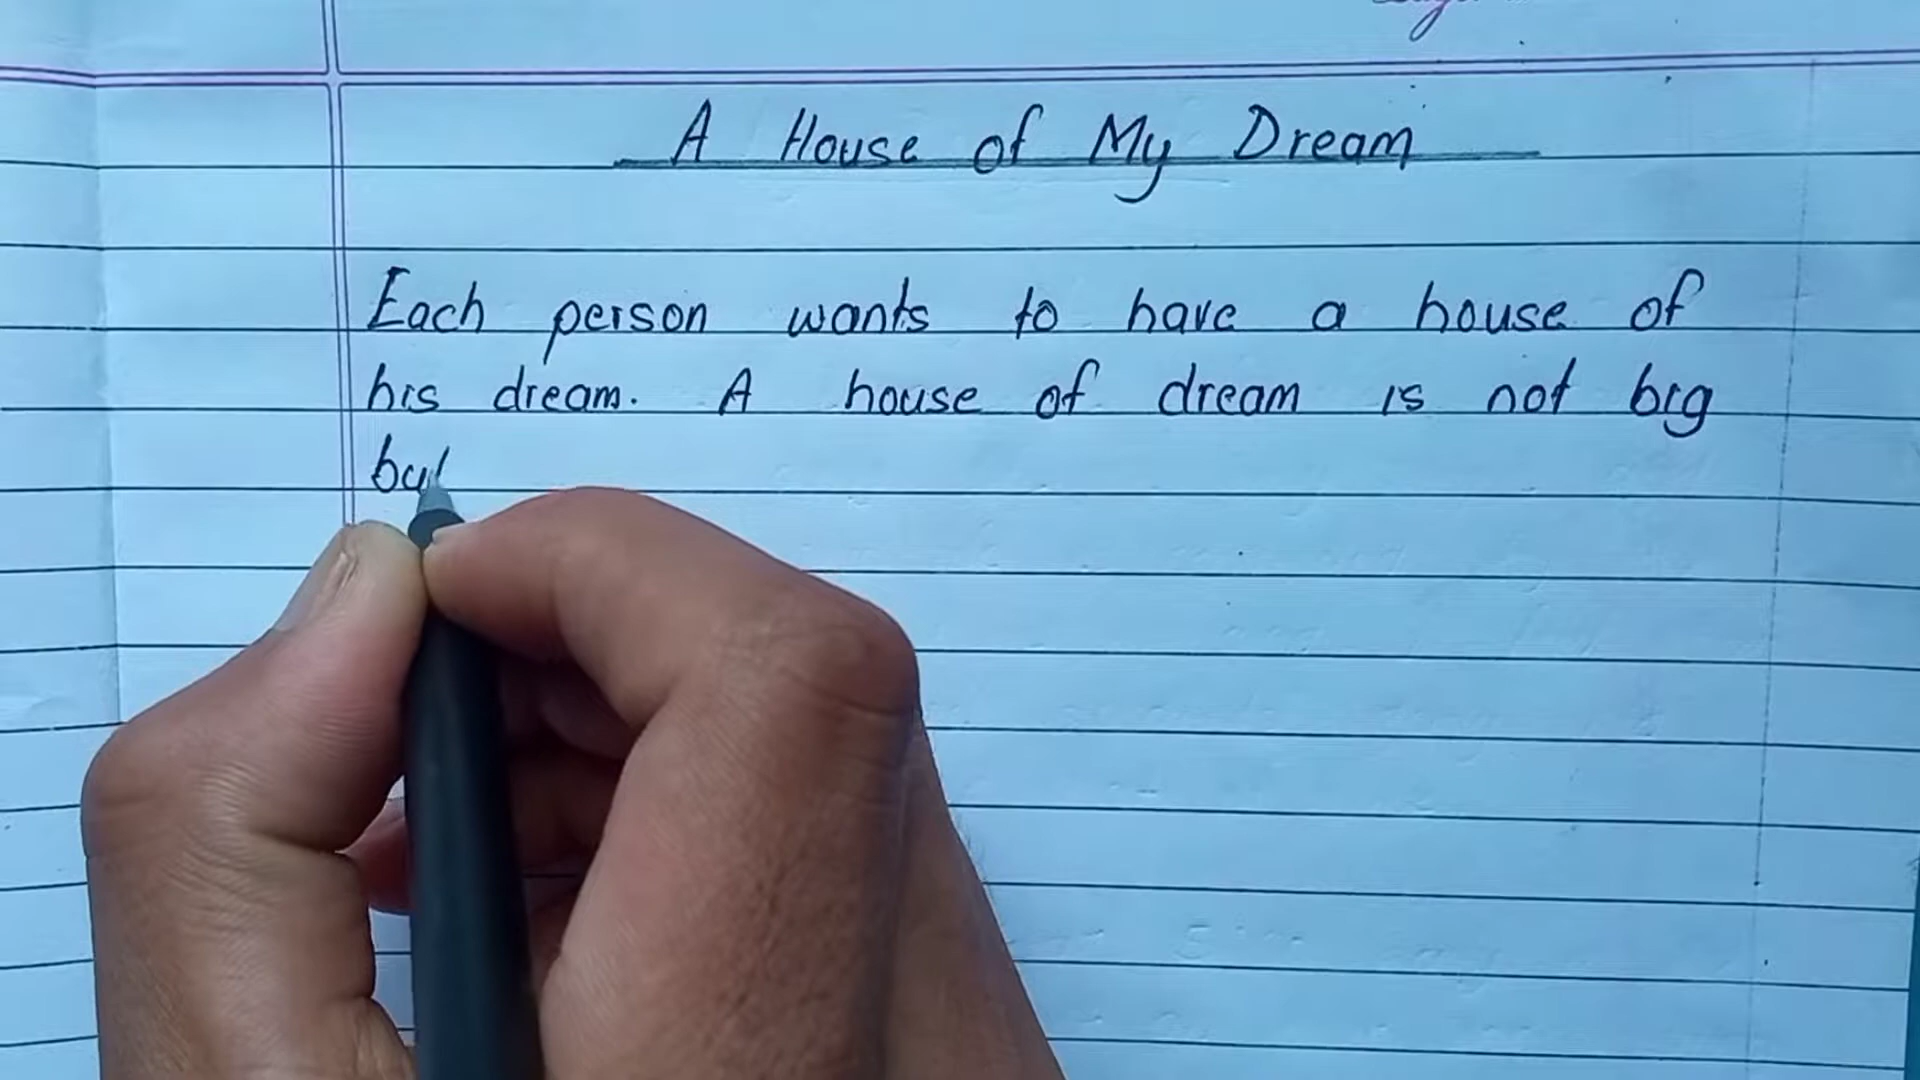 A House of My Dream
Each person wants to have a house of
his dream. A house of dream is not big
but